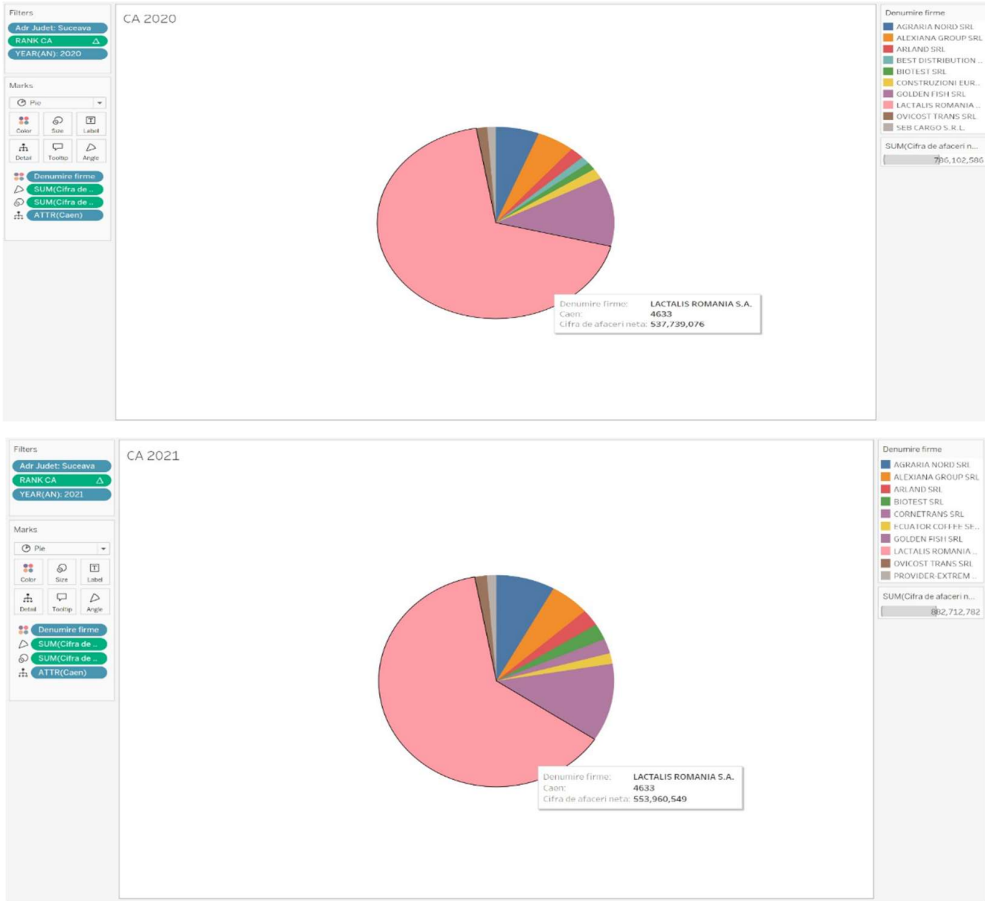 Filters
Adr Judet: Suceava
RANK CA
YEAR(AN): 2020
Marks
Pie
Color
Size
Label
Detail
Tooltip
Angle
Denumire firme
SUM(Cifra de ..
SUM(Cifra de ..
ATTR(Caen)
CA 2020
Denumire firme: LACTALIS ROMANIA S.A.
Caen: 4633
Cifra de afaceri neta: 537,739,076
Denumire firme
AGRARIA NORD SRL
ALEXIANA GROUP SRL
ARLAND SRL
BEST DISTRIBUTION...
BIOTEST SRL
CONSTRUZIONI EUR...
GOLDEN FISH SRL
LACTALIS ROMANIA ...
OVICOST TRANS SRL
SEB CARGO S.R.L.
SUM(Cifra de afaceri n...
786,102,586
Filters
Adr Judet: Suceava
RANK CA
YEAR(AN): 2021
Marks
Pie
Color
Size
Label
Detail
Tooltip
Angle
Denumire firme
SUM(Cifra de ..
SUM(Cifra de ..
ATTR(Caen)
CA 2021
Denumire firme: LACTALIS ROMANIA S.A.
Caen: 4633
Cifra de afaceri neta: 553,960,549
Denumire firme
AGRARIA NORD SRL
ALEXIANA GROUP SRL
ARLAND SRL
BIOTEST SRL
CORNETRANS SRL
ECUATOR COFFEE SE...
GOLDEN FISH SRL
LACTALIS ROMANIA ...
OVICOST TRANS SRL
PROVIDER-EXTREM ...
SUM(Cifra de afaceri n...
882,712,782